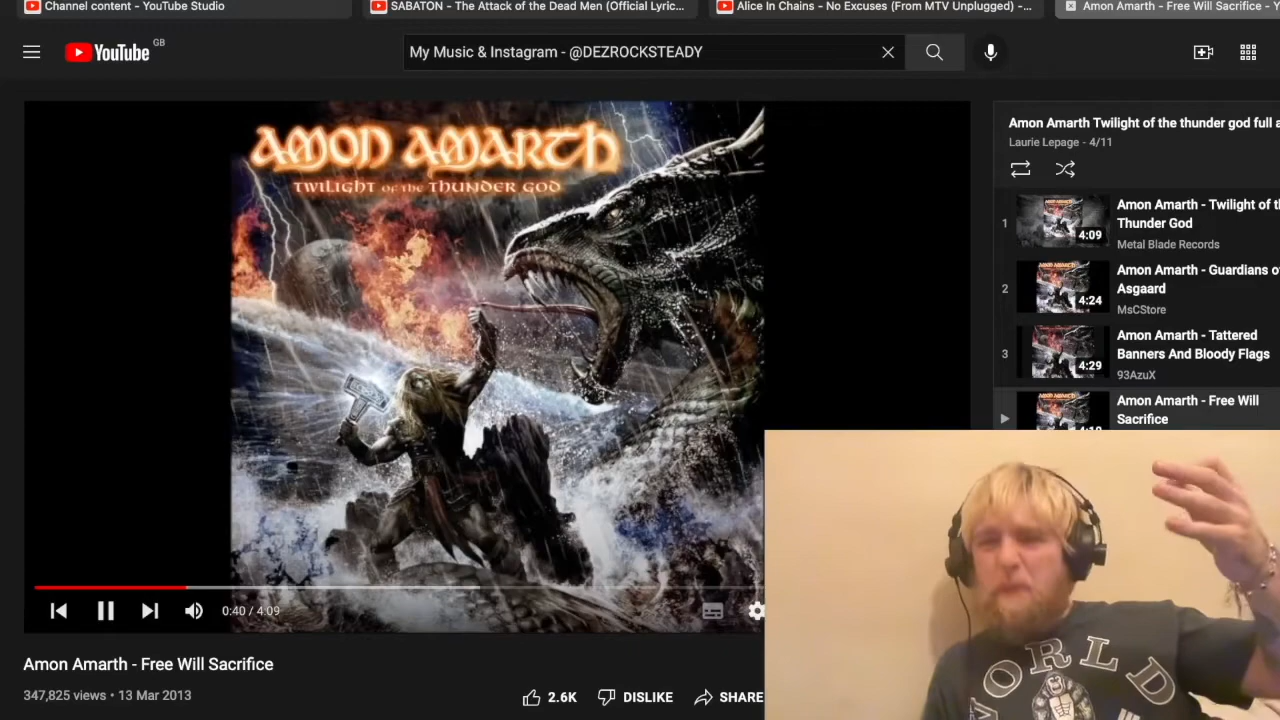 Channel content - YouTube Studio
SABATON - The Attack of the Dead Men (Official Lyric...
Alice In Chains - No Excuses (From MTV Unplugged) -...
Amon Amarth - Free Will Sacrifice - Y
YouTube GB
My Music & Instagram - @DEZROCKSTEADY
AMON AMARTH
TWILIGHT OF THE THUNDER GOD
Amon Amarth Twilight of the thunder god full a
Laurie Lepage - 4/11
1
4:09
Amon Amarth - Twilight of t
Thunder God
Metal Blade Records
2
4:24
Amon Amarth - Guardians o
Asgaard
MsCStore
3
4:29
Amon Amarth - Tattered
Banners And Bloody Flags
93AzuX
Amon Amarth - Free Will
Sacrifice
0:40 / 4:09
Amon Amarth - Free Will Sacrifice
347,825 views • 13 Mar 2013
2.6K
DISLIKE
SHARE
WORLD